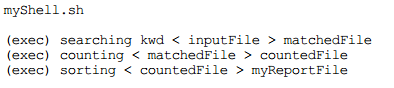 myShell.sh
(exec) searching kwd < inputFile > matchedFile
(exec) counting < matchedFile > countedFile
(exec) sorting < countedFile > myReportFile